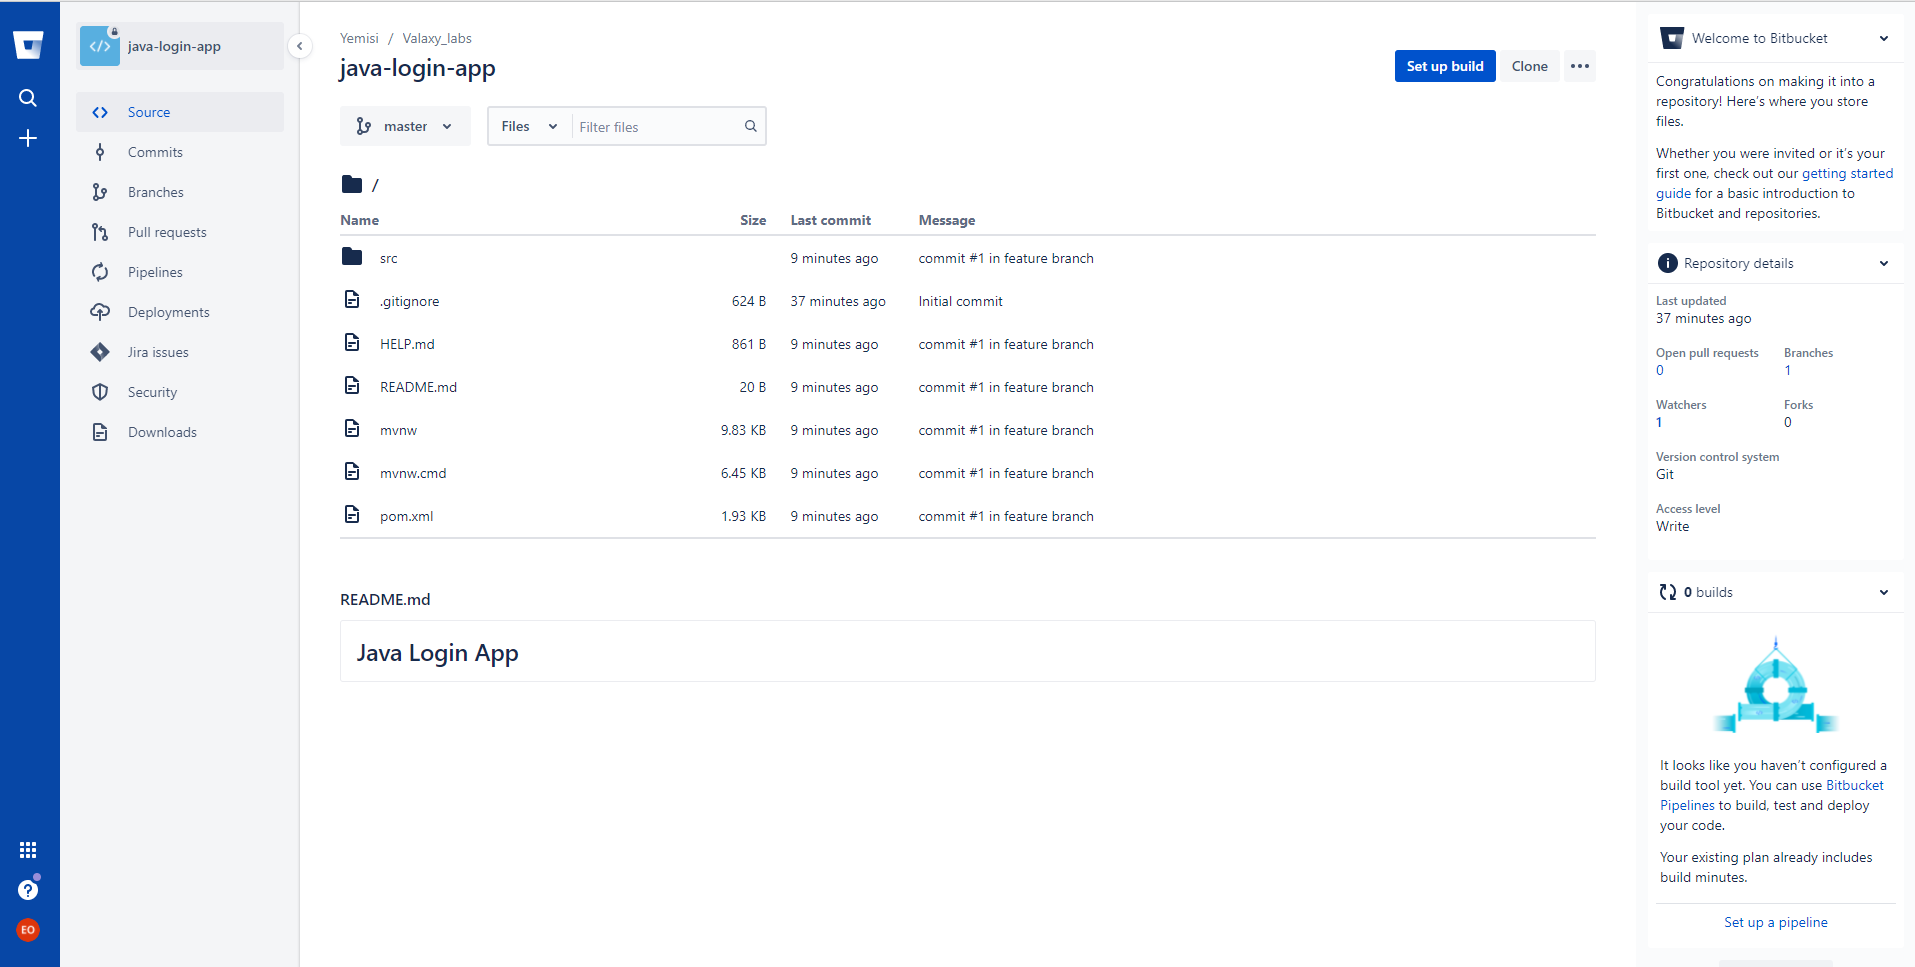 java-login-app
Source
Commits
Branches
Pull requests
Pipelines
Deployments
Jira issues
Security
Downloads
EO
Yemisi / Valaxy_labs
java-login-app
Set up build
Clone
master
Files
Filter files
/
Name Size Last commit Message
src 9 minutes ago commit #1 in feature branch
.gitignore 624 B 37 minutes ago Initial commit
HELP.md 861 B 9 minutes ago commit #1 in feature branch
README.md 20 B 9 minutes ago commit #1 in feature branch
mvnw 9.83 KB 9 minutes ago commit #1 in feature branch
mvnw.cmd 6.45 KB 9 minutes ago commit #1 in feature branch
pom.xml 1.93 KB 9 minutes ago commit #1 in feature branch
README.md
Java Login App
Welcome to Bitbucket
Congratulations on making it into a
repository! Here's where you store
files.
Whether you were invited or it's your
first one, check out our getting started
guide for a basic introduction to
Bitbucket and repositories.
Repository details
Last updated
37 minutes ago
Open pull requests Branches
0 1
Watchers Forks
1 0
Version control system
Git
Access level
Write
0 builds
It looks like you haven't configured a
build tool yet. You can use Bitbucket
Pipelines to build, test and deploy
your code.
Your existing plan already includes
build minutes.
Set up a pipeline